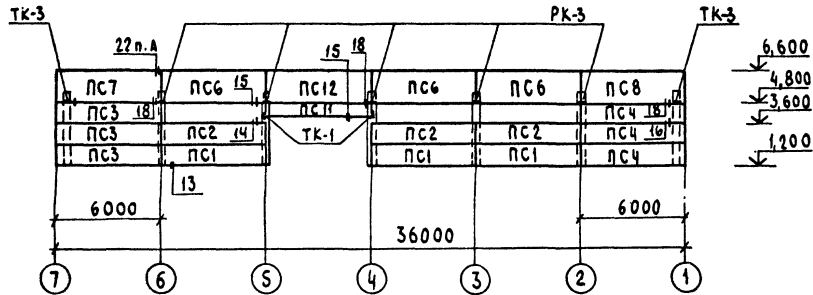 ТК-3 РК-3 ТК-3
22 п.А 15 18
6,600
ПС7 ПС6 15 ПС12 ПС6 ПС6 ПС8
4,800
ПС3 18 ПС11 ПС4 18
3,600
ПС3 ПС2 14 ТК-1 ПС2 ПС2 ПС4 16
ПС3 ПС1 ПС1 ПС1 ПС4
1,200
13
6000 6000
36000
7 6 5 4 3 2 1